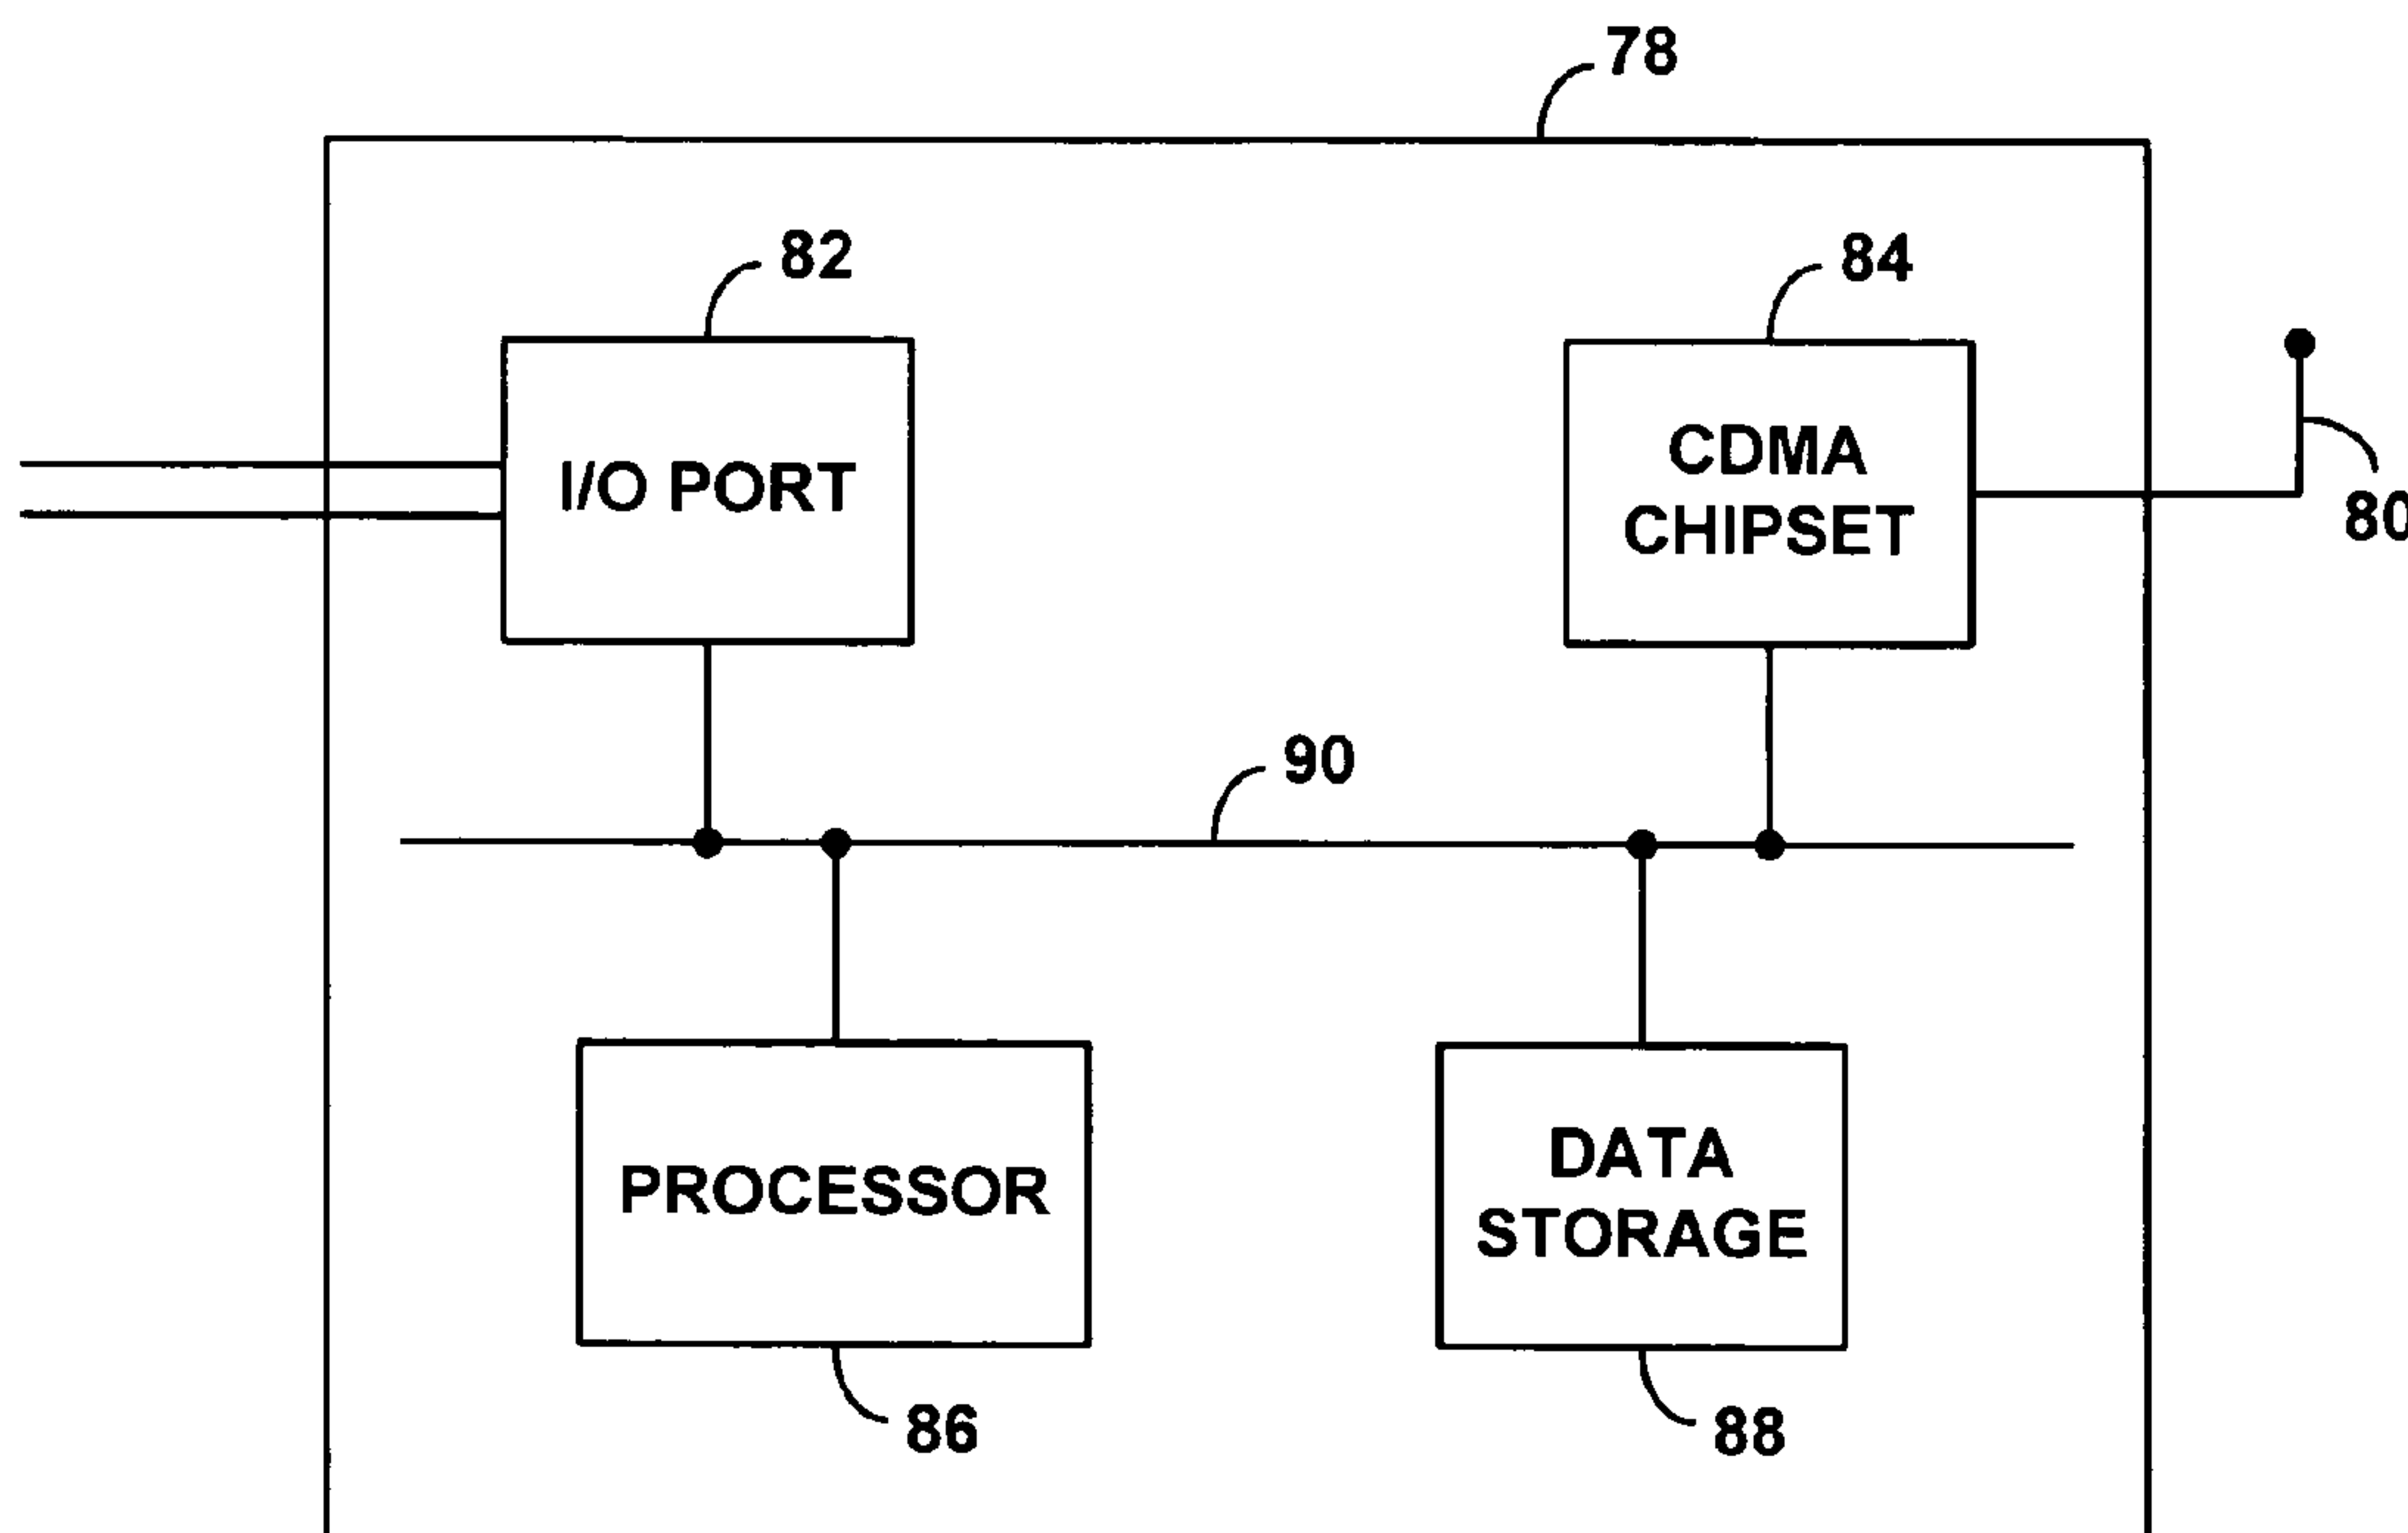 78
82
84
I/O PORT
CDMA
CHIPSET
80
90
PROCESSOR
DATA
STORAGE
86
88